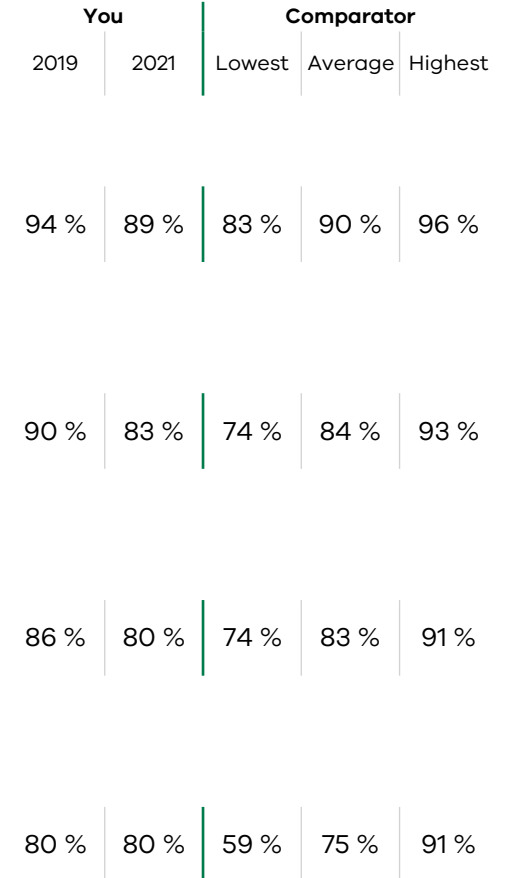 You Comparator
2019 2021 Lowest Average Highest
94 % 89 % 83 % 90 % 96 %
90 % 83 % 74 % 84 % 93 %
86 % 80 % 74 % 83 % 91 %
80 % 80 % 59 % 75 % 91 %